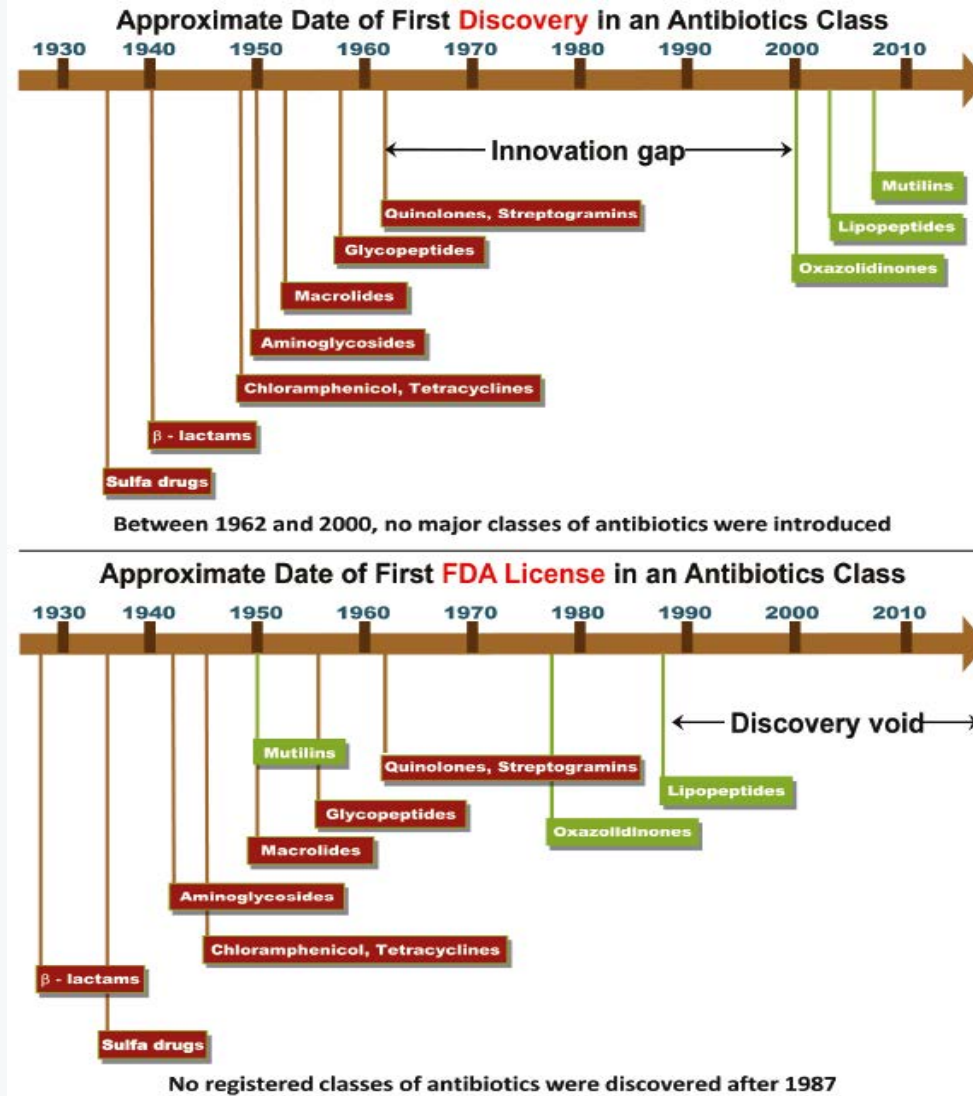 Approximate Date of First Discovery in an Antibiotics Class
1930 1940 1950 1960 1970 1980 1990 2000 2010
Innovation gap
Mutilins
Quinolones, Streptogramins
Lipopeptides
Glycopeptides
Oxazolidinones
Macrolides
Aminoglycosides
Chloramphenicol, Tetracyclines
β - lactams
Sulfa drugs
Between 1962 and 2000, no major classes of antibiotics were introduced
Approximate Date of First FDA License in an Antibiotics Class
1930 1940 1950 1960 1970 1980 1990 2000 2010
Discovery void
Mutilins
Quinolones, Streptogramins
Lipopeptides
Glycopeptides
Oxazolidinones
Macrolides
Aminoglycosides
Chloramphenicol, Tetracyclines
β - lactams
Sulfa drugs
No registered classes of antibiotics were discovered after 1987